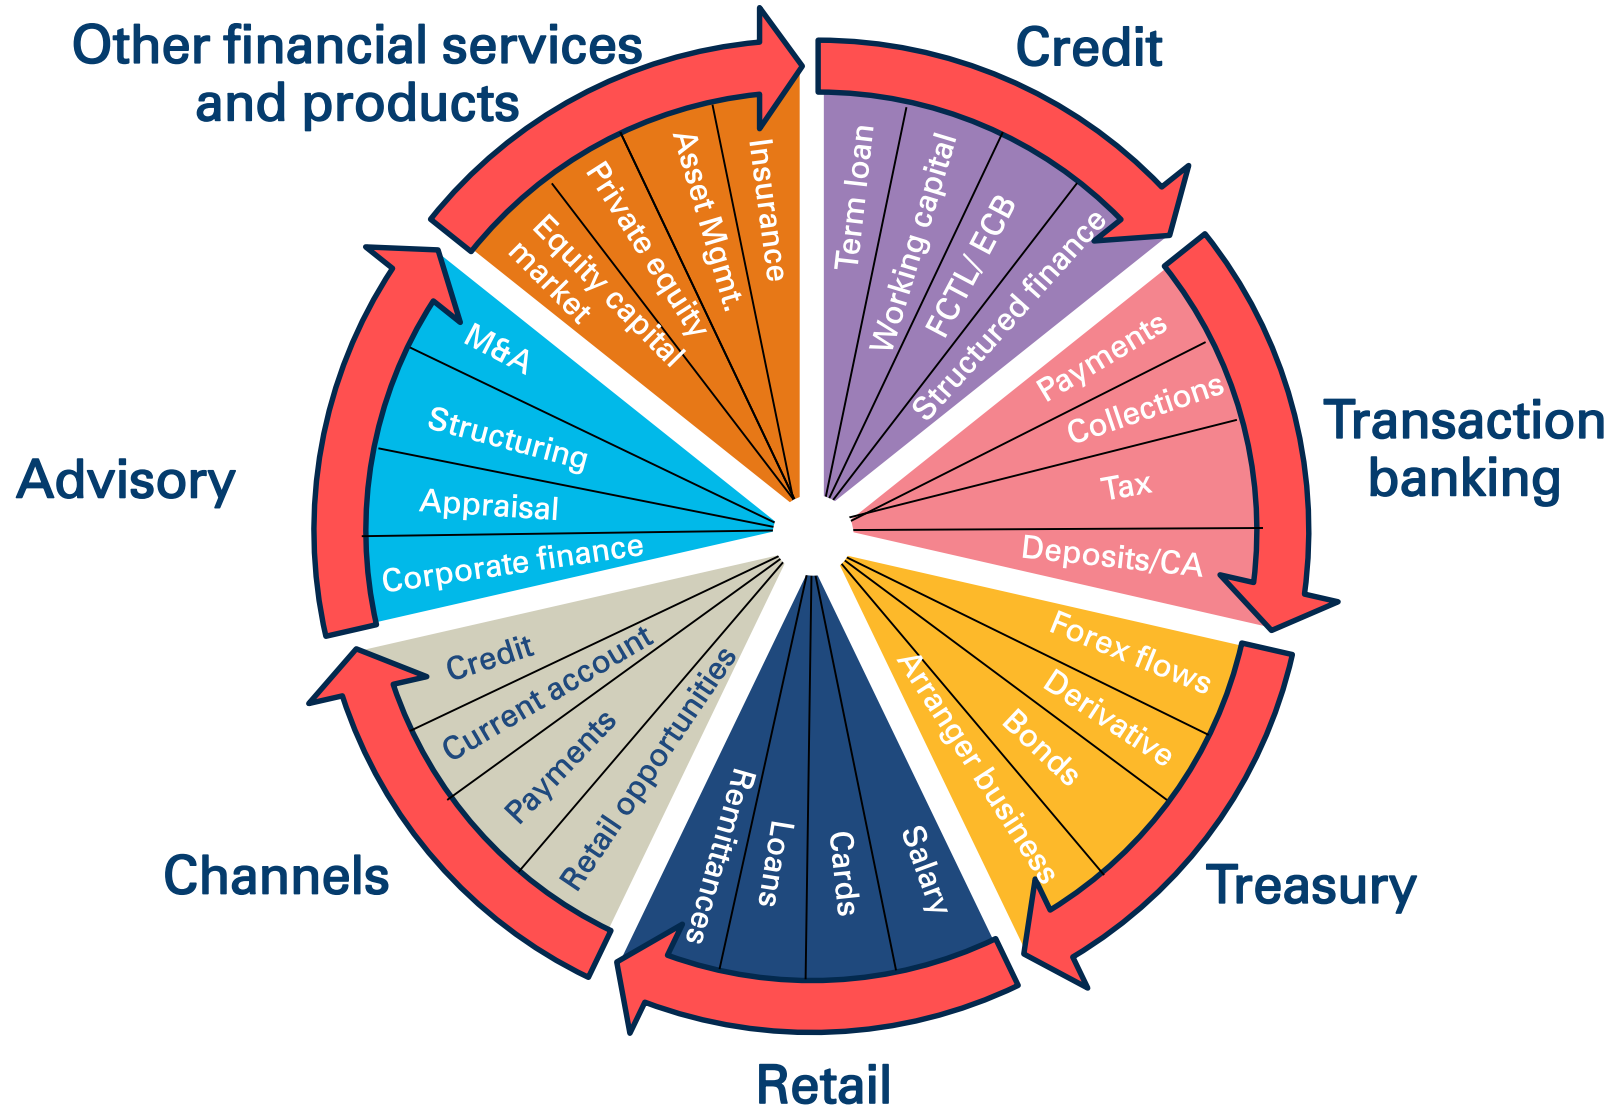 Other financial services
and products
Equity capital
market
Private equity
Asset Mgmt.
Insurance
Credit
Term loan
Working capital
FCTL/ ECB
Structured finance
Transaction
banking
Payments
Collections
Tax
Deposits/CA
Treasury
Forex flows
Derivative
Bonds
Arranger business
Retail
Salary
Cards
Loans
Remittances
Channels
Retail opportunities
Payments
Current account
Credit
Advisory
Corporate finance
Appraisal
Structuring
M&A